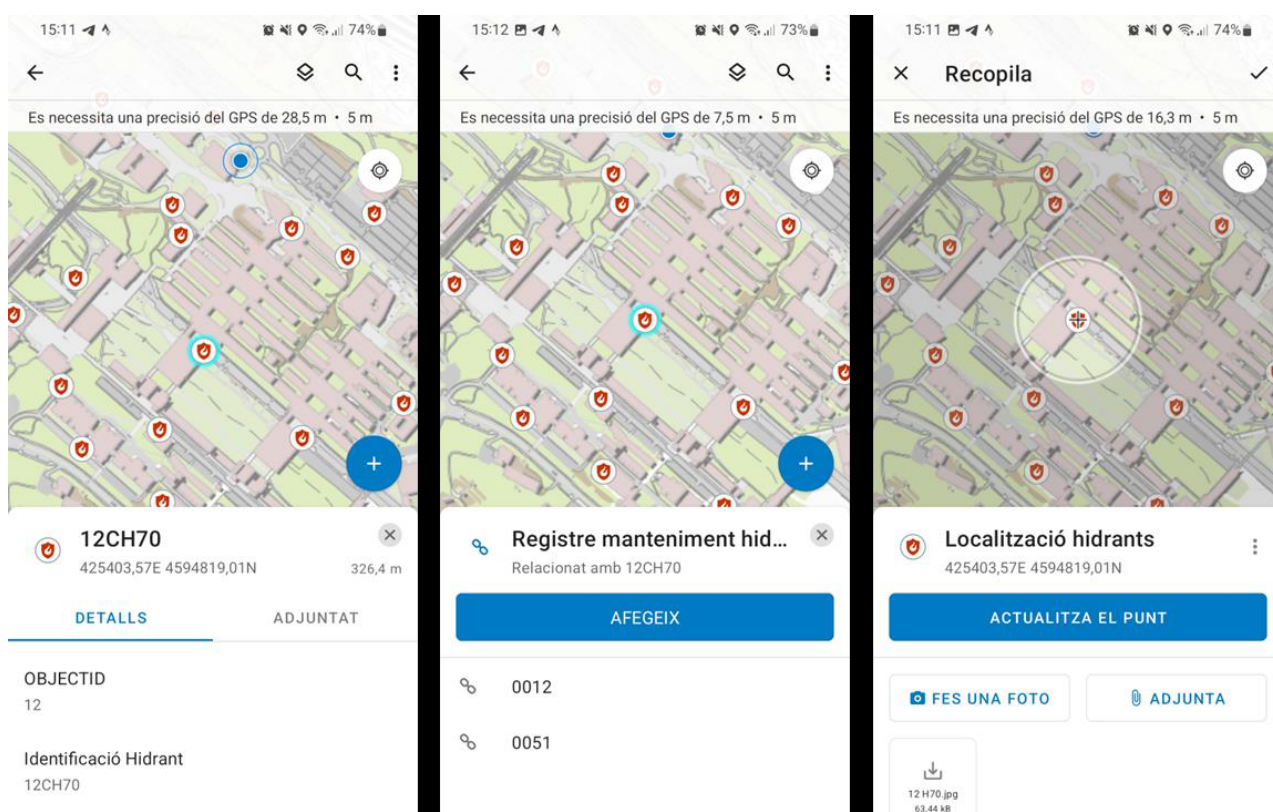 15:11 74%
Es necessita una precisió del GPS de 28,5 m • 5 m
+
12CH70
425403,57E 4594819,01N 326,4 m
DETALLS ADJUNTAT
OBJECTID
12
Identificació Hidrant
12CH70
15:12 73%
Es necessita una precisió del GPS de 7,5 m • 5 m
+
Registre manteniment hid...
Relacionat amb 12CH70
AFEGEIX
0012
0051
15:11 74%
Recopila
Es necessita una precisió del GPS de 16,3 m • 5 m
Localització hidrants
425403,57E 4594819,01N
ACTUALITZA EL PUNT
FES UNA FOTO ADJUNTA
12 H70.jpg
63,44 kB